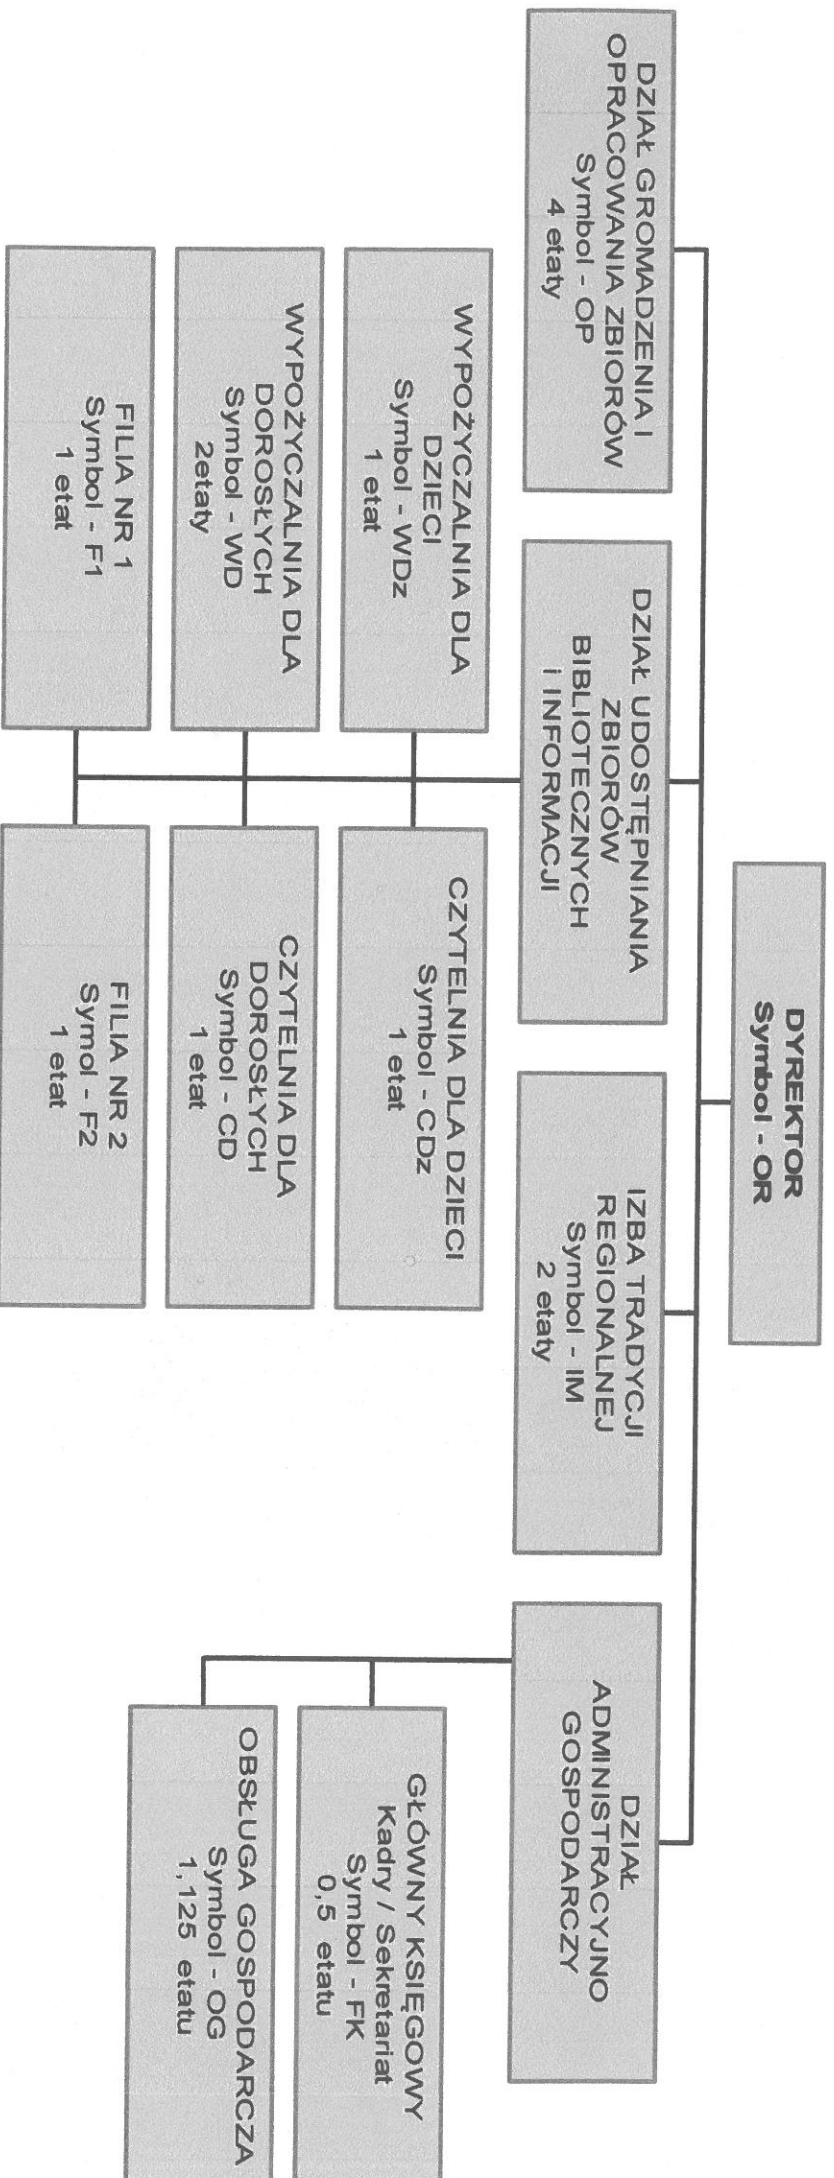 DYREKTOR
Symbol - OR
DZIAŁ GROMADZENIA I
OPRACOWANIA ZBIORÓW
Symbol - OP
4 etaty
DZIAŁ UDOSTĘPNIANIA
ZBIORÓW
BIBLIOTECZNYCH
i INFORMACJI
IZBA TRADYCJI
REGIONALNEJ
Symbol - IM
2 etaty
DZIAŁ
ADMINISTRACYJNO
GOSPODARCZY
WYPOŻYCZALNIA DLA
DZIECI
Symbol - WDz
1 etat
CZYTELNIA DLA DZIECI
Symbol - CDz
1 etat
WYPOŻYCZALNIA DLA
DOROSŁYCH
Symbol - WD
2etaty
CZYTELNIA DLA
DOROSŁYCH
Symbol - CD
1 etat
FILIA NR 1
Symbol - F1
1 etat
FILIA NR 2
Symol - F2
1 etat
GŁÓWNY KSIĘGOWY
Kadry / Sekretariat
Symbol - FK
0,5 etatu
OBSŁUGA GOSPODARCZA
Symbol - OG
1,125 etatu